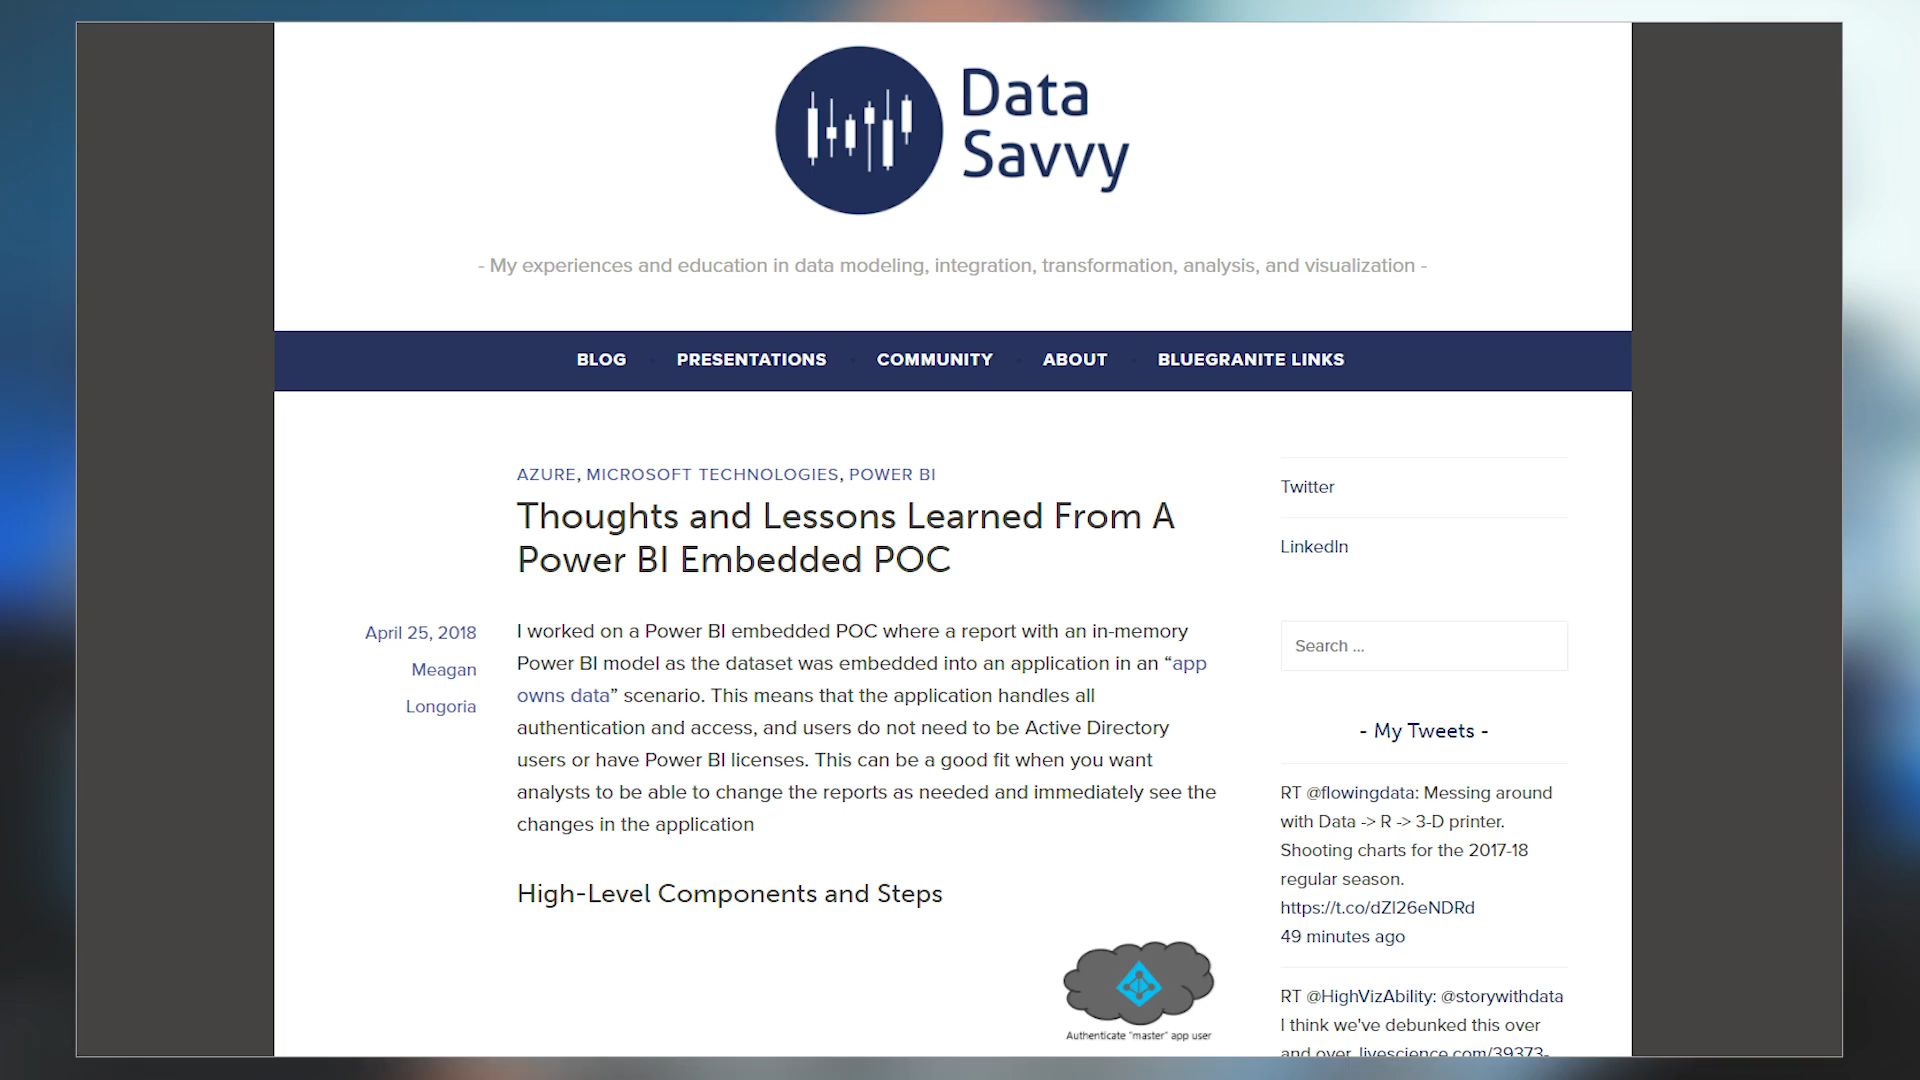 Data
Savvy
- My experiences and education in data modeling, integration, transformation, analysis, and visualization -
BLOG
PRESENTATIONS
COMMUNITY
ABOUT
BLUEGRANITE LINKS
AZURE, MICROSOFT TECHNOLOGIES, POWER BI
Thoughts and Lessons Learned From A
Power BI Embedded POC
April 25, 2018
Meagan
Longoria
I worked on a Power BI embedded POC where a report with an in-memory
Power BI model as the dataset was embedded into an application in an “app
owns data” scenario. This means that the application handles all
authentication and access, and users do not need to be Active Directory
users or have Power BI licenses. This can be a good fit when you want
analysts to be able to change the reports as needed and immediately see the
changes in the application
High-Level Components and Steps
Authenticate "master" app user
Twitter
LinkedIn
Search ...
- My Tweets -
RT @flowingdata: Messing around
with Data -> R -> 3-D printer.
Shooting charts for the 2017-18
regular season.
https://t.co/dZl26eNDRd
49 minutes ago
RT @HighVizAbility: @storywithdata
I think we've debunked this over
and over. livescience.com/39373-